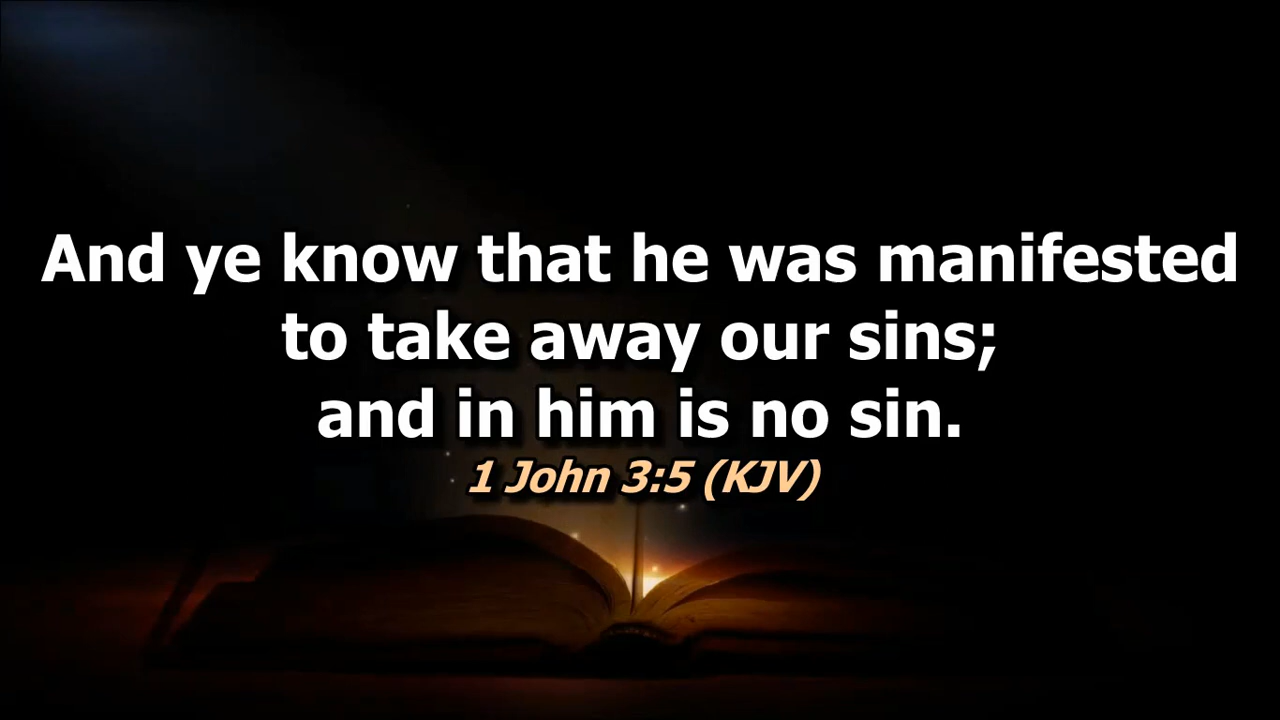 And ye know that he was manifested
to take away our sins;
and in him is no sin.
1 John 3:5 (KJV)